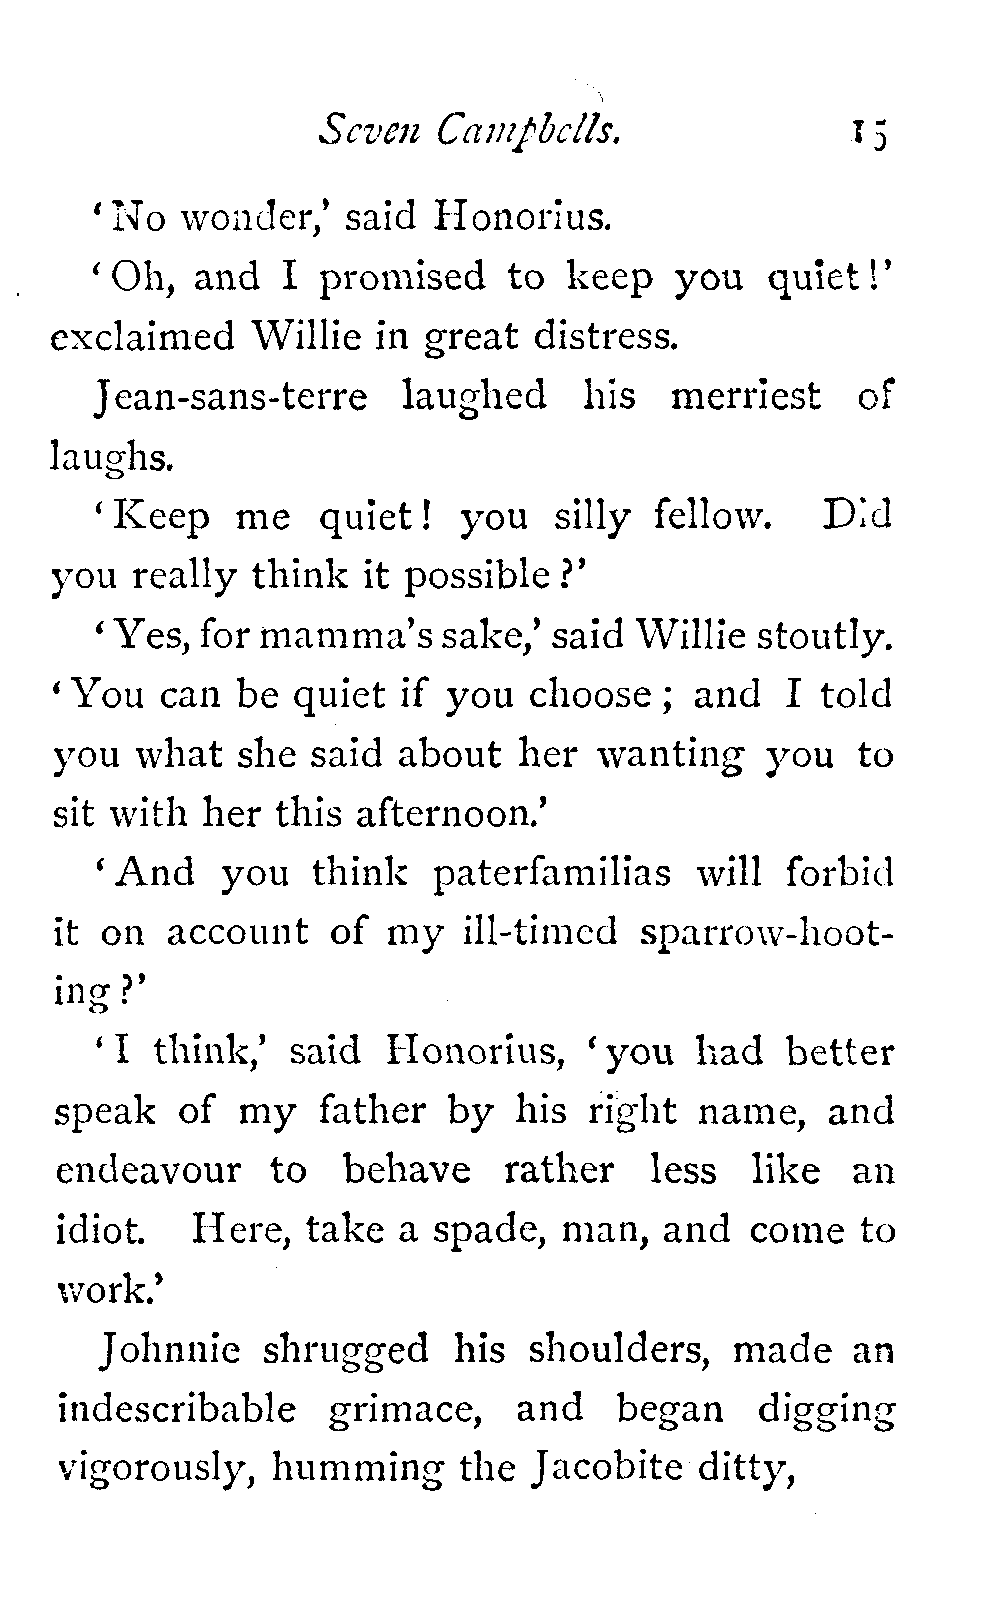 Seven Campbells. 15
‘No wonder,’ said Honorius.
‘Oh, and I promised to keep you quiet!’
exclaimed Willie in great distress.
Jean-sans-terre laughed his merriest of
laughs.
‘Keep me quiet! you silly fellow. Did
you really think it possible?’
‘Yes, for mamma’s sake,’ said Willie stoutly.
‘You can be quiet if you choose; and I told
you what she said about her wanting you to
sit with her this afternoon.’
‘And you think paterfamilias will forbid
it on account of my ill-timed sparrow-hoot-
ing?’
‘I think,’ said Honorius, ‘you had better
speak of my father by his right name, and
endeavour to behave rather less like an
idiot. Here, take a spade, man, and come to
work.’
Johnnie shrugged his shoulders, made an
indescribable grimace, and began digging
vigorously, humming the Jacobite ditty,